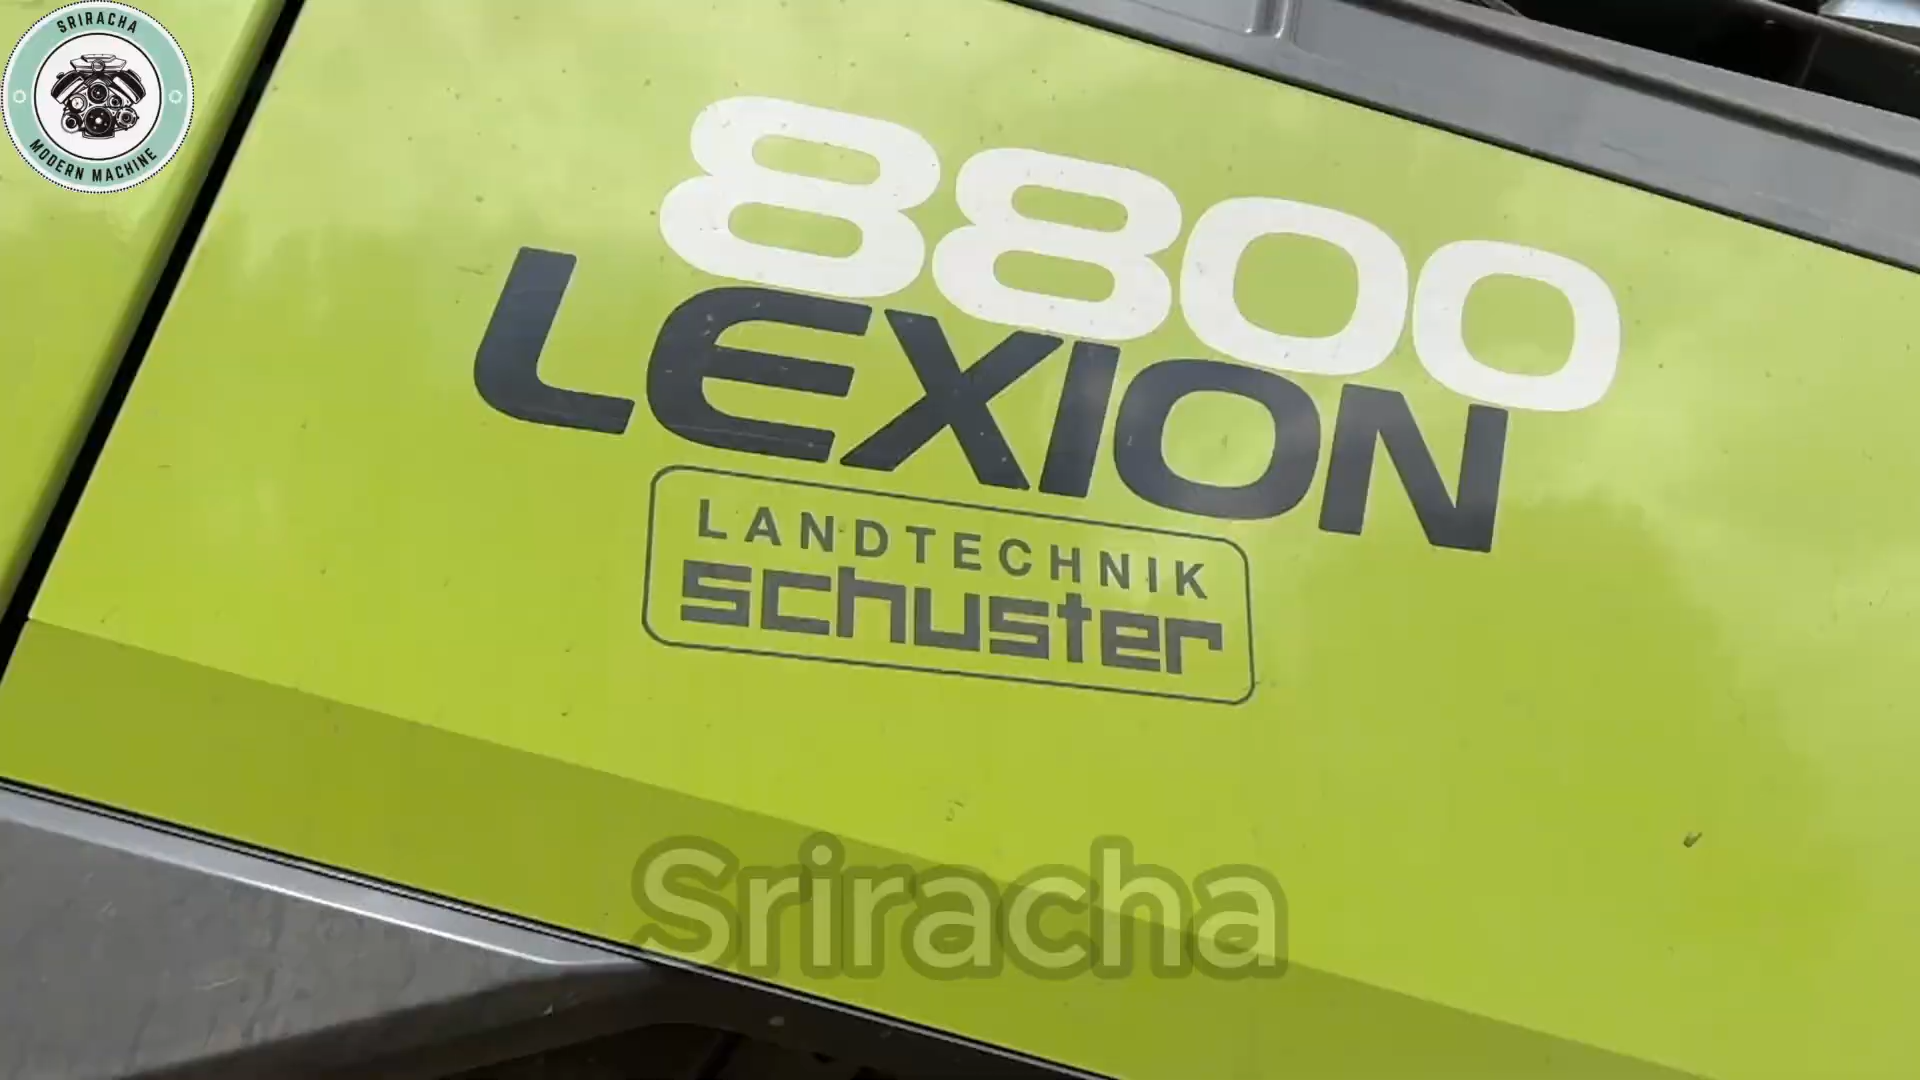 SRIRACHA
MODERN MACHINE
8800
LEXION
LANDTECHNIK
schuster
Sriracha